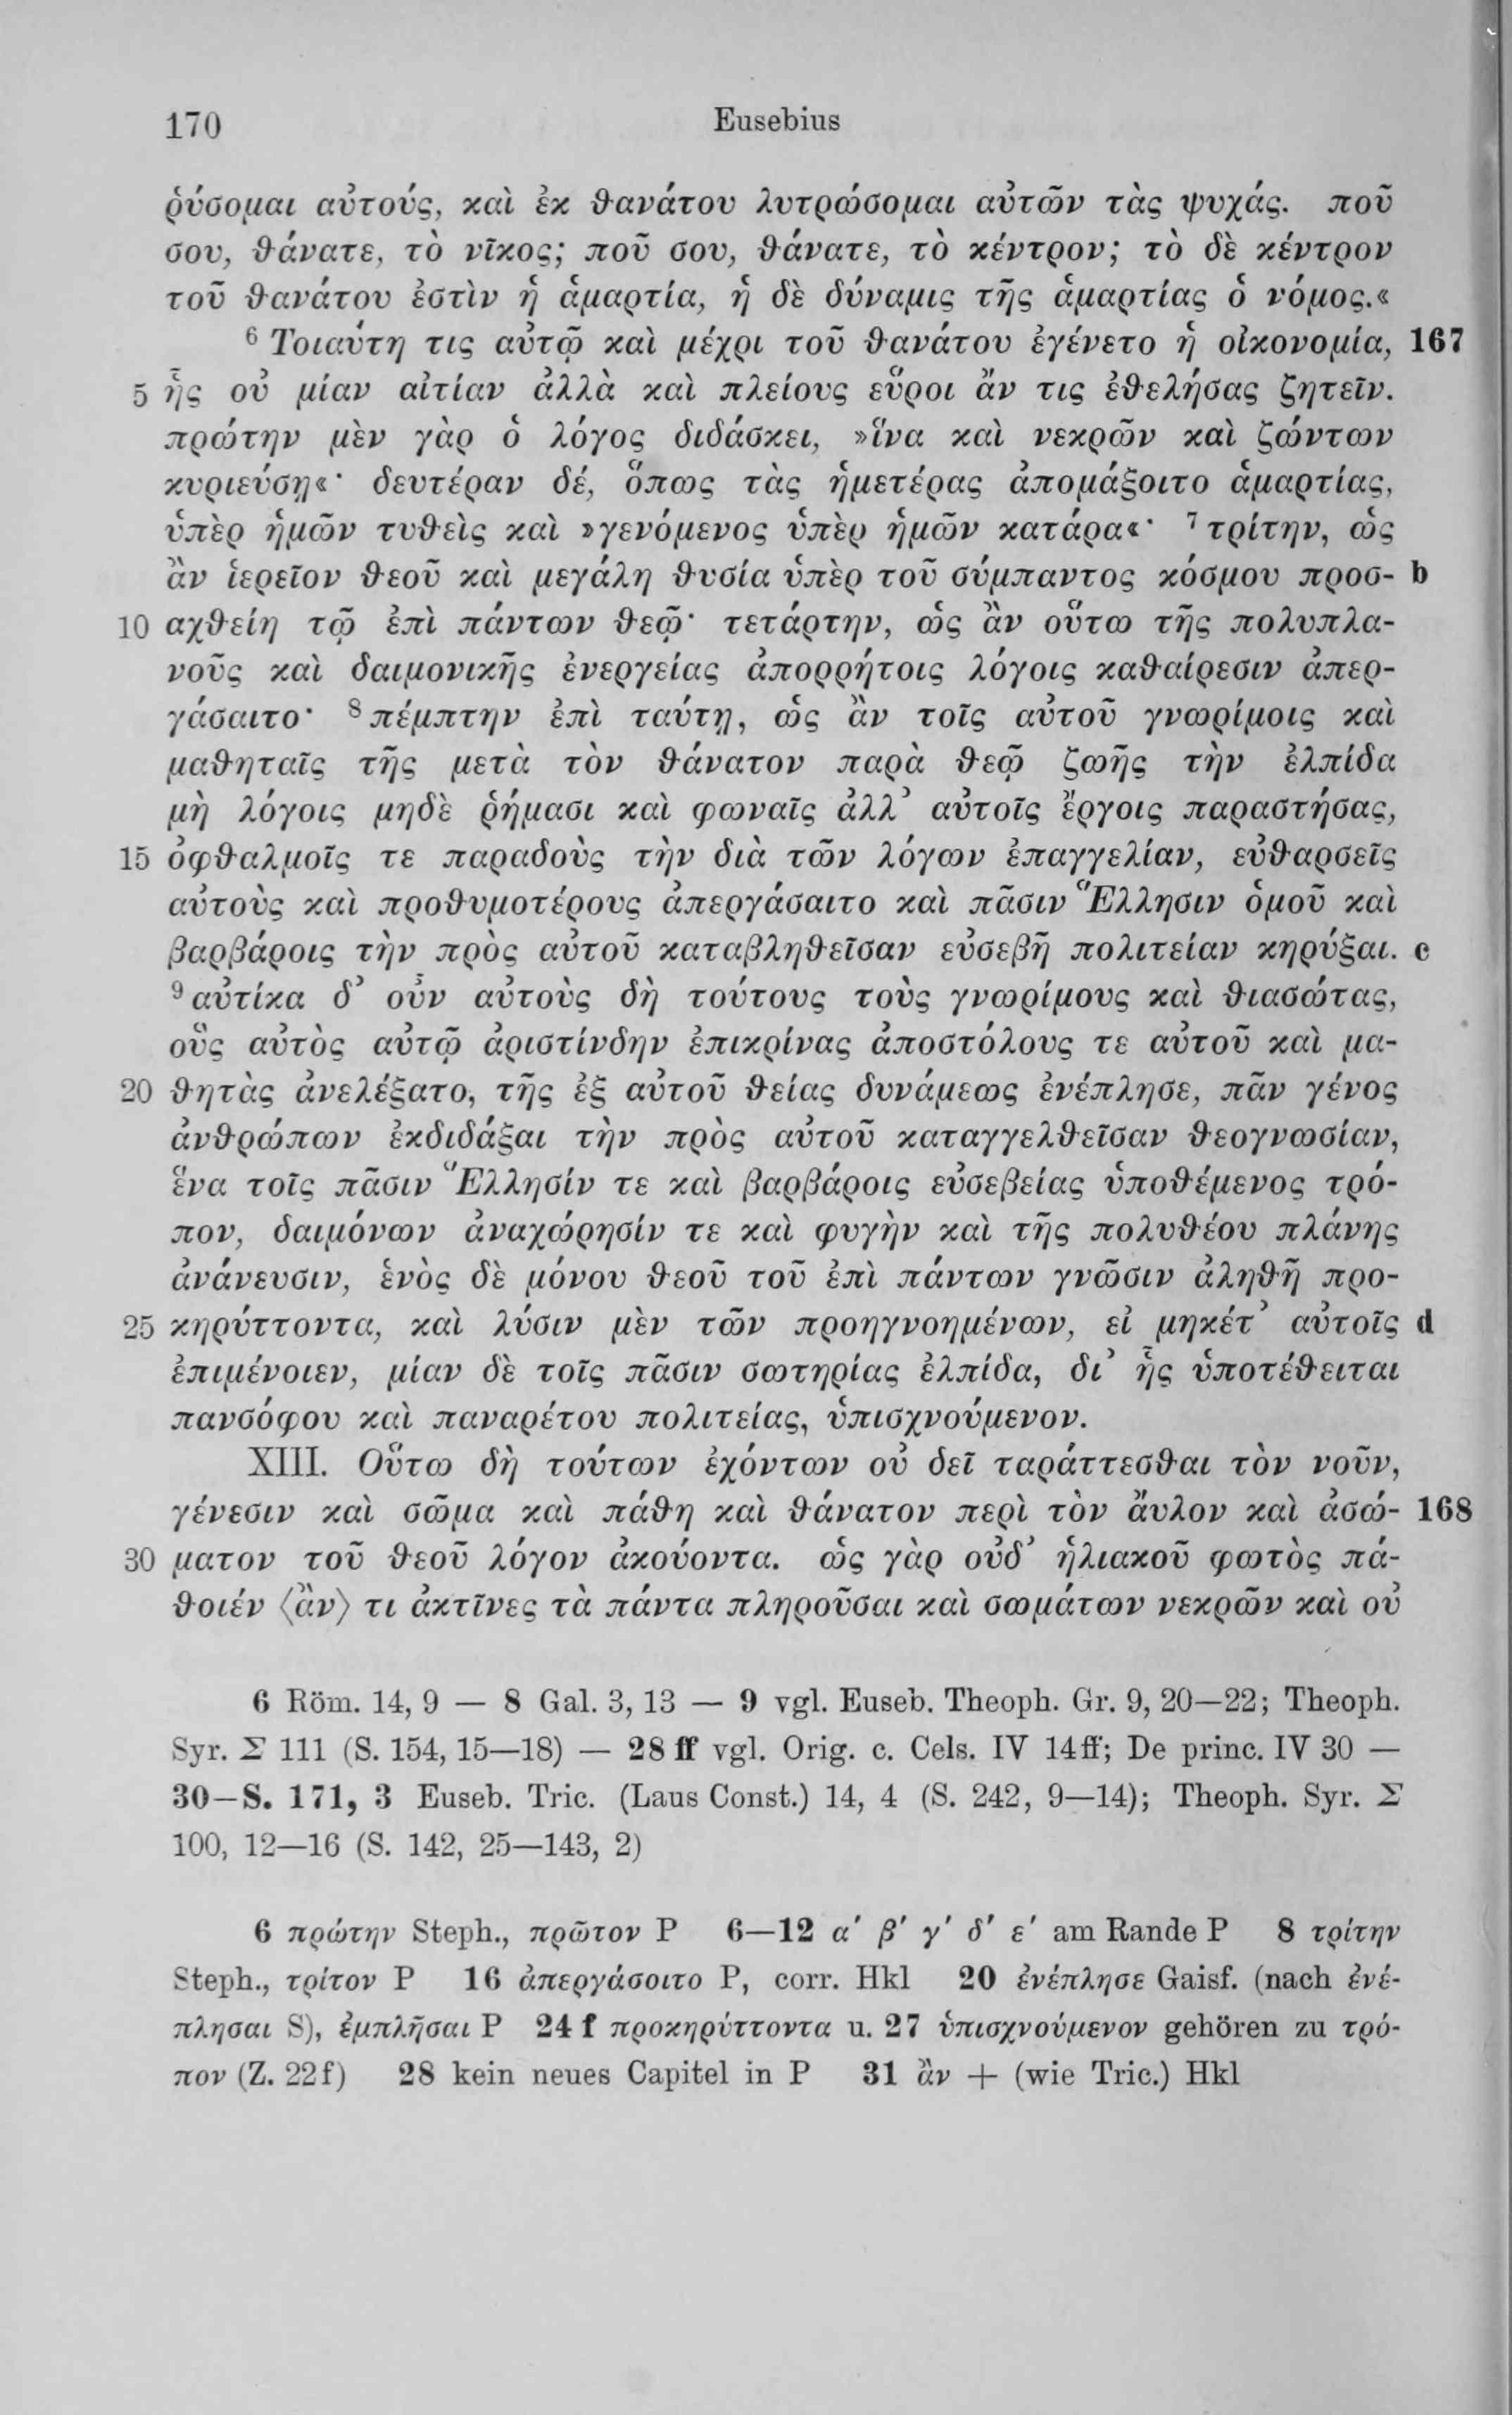 170 Eusebius
ῥύσομαι αὐτούς, καὶ ἐκ θανάτου λυτρώσομαι αὐτῶν τὰς ψυχάς. ποῦ
σου, θάνατε, τὸ νῖκος; ποῦ σου, θάνατε, τὸ κέντρον; τὸ δὲ κέντρον
τοῦ θανάτου ἐστὶν ἡ ἁμαρτία, ἡ δὲ δύναμις τῆς ἁμαρτίας ὁ νόμος.«
⁶ Τοιαύτη τις αὐτῷ καὶ μέχρι τοῦ θανάτου ἐγένετο ἡ οἰκονομία, 167
5 ἧς οὐ μίαν αἰτίαν ἀλλὰ καὶ πλείους εὕροι ἄν τις ἐθελήσας ζητεῖν.
πρώτην μὲν γὰρ ὁ λόγος διδάσκει, »ἵνα καὶ νεκρῶν καὶ ζώντων
κυριεύσῃ«· δευτέραν δέ, ὅπως τὰς ἡμετέρας ἀπομάξοιτο ἁμαρτίας,
ὑπὲρ ἡμῶν τυθεὶς καὶ »γενόμενος ὑπὲρ ἡμῶν κατάρα«· ⁷ τρίτην, ὡς
ἂν ἱερεῖον θεοῦ καὶ μεγάλη θυσία ὑπὲρ τοῦ σύμπαντος κόσμου προσ- b
10 αχθείη τῷ ἐπὶ πάντων θεῷ· τετάρτην, ὡς ἂν οὕτω τῆς πολυπλα-
νοῦς καὶ δαιμονικῆς ἐνεργείας ἀπορρήτοις λόγοις καθαίρεσιν ἀπερ-
γάσαιτο· ⁸ πέμπτην ἐπὶ ταύτῃ, ὡς ἂν τοῖς αὐτοῦ γνωρίμοις καὶ
μαθηταῖς τῆς μετὰ τὸν θάνατον παρὰ θεῷ ζωῆς τὴν ἐλπίδα
μὴ λόγοις μηδὲ ῥήμασι καὶ φωναῖς ἀλλ’ αὐτοῖς ἔργοις παραστήσας,
15 ὀφθαλμοῖς τε παραδοὺς τὴν διὰ τῶν λόγων ἐπαγγελίαν, εὐθαρσεῖς
αὐτοὺς καὶ προθυμοτέρους ἀπεργάσαιτο καὶ πᾶσιν Ἕλλησιν ὁμοῦ καὶ
βαρβάροις τὴν πρὸς αὐτοῦ καταβληθεῖσαν εὐσεβῆ πολιτείαν κηρύξαι. c
⁹ αὐτίκα δ’ οὖν αὐτοὺς δὴ τούτους τοὺς γνωρίμους καὶ θιασώτας,
οὓς αὐτὸς αὐτῷ ἀριστίνδην ἐπικρίνας ἀποστόλους τε αὐτοῦ καὶ μα-
20 θητὰς ἀνελέξατο, τῆς ἐξ αὐτοῦ θείας δυνάμεως ἐνέπλησε, πᾶν γένος
ἀνθρώπων ἐκδιδάξαι τὴν πρὸς αὐτοῦ καταγγελθεῖσαν θεογνωσίαν,
ἕνα τοῖς πᾶσιν Ἕλλησίν τε καὶ βαρβάροις εὐσεβείας ὑποθέμενος τρό-
πον, δαιμόνων ἀναχώρησίν τε καὶ φυγὴν καὶ τῆς πολυθέου πλάνης
ἀνάνευσιν, ἑνὸς δὲ μόνου θεοῦ τοῦ ἐπὶ πάντων γνῶσιν ἀληθῆ προ-
25 κηρύττοντα, καὶ λύσιν μὲν τῶν προηγνοημένων, εἰ μηκέτ’ αὐτοῖς d
ἐπιμένοιεν, μίαν δὲ τοῖς πᾶσιν σωτηρίας ἐλπίδα, δι’ ἧς ὑποτέθειται
πανσόφου καὶ παναρέτου πολιτείας, ὑπισχνούμενον.
XIII. Οὕτω δὴ τούτων ἐχόντων οὐ δεῖ ταράττεσθαι τὸν νοῦν,
γένεσιν καὶ σῶμα καὶ πάθη καὶ θάνατον περὶ τὸν ἄυλον καὶ ἀσώ- 168
30 ματον τοῦ θεοῦ λόγον ἀκούοντα. ὡς γὰρ οὐδ’ ἡλιακοῦ φωτὸς πά-
θοιέν ⟨ἂν⟩ τι ἀκτῖνες τὰ πάντα πληροῦσαι καὶ σωμάτων νεκρῶν καὶ οὐ
6 Röm. 14, 9 — 8 Gal. 3, 13 — 9 vgl. Euseb. Theoph. Gr. 9, 20—22; Theoph.
Syr. Σ 111 (S. 154, 15—18) — 28 ff vgl. Orig. c. Cels. IV 14ff; De princ. IV 30 —
30—S. 171, 3 Euseb. Tric. (Laus Const.) 14, 4 (S. 242, 9—14); Theoph. Syr. Σ
100, 12—16 (S. 142, 25—143, 2)
6 πρώτην Steph., πρῶτον P 6—12 α′ β′ γ′ δ′ ε′ am Rande P 8 τρίτην
Steph., τρίτον P 16 ἀπεργάσοιτο P, corr. Hkl 20 ἐνέπλησε Gaisf. (nach ἐνέ-
πλησαι S), ἐμπλῆσαι P 24 f προκηρύττοντα u. 27 ὑπισχνούμενον gehören zu τρό-
πον (Z. 22f) 28 kein neues Capitel in P 31 ἂν + (wie Tric.) Hkl